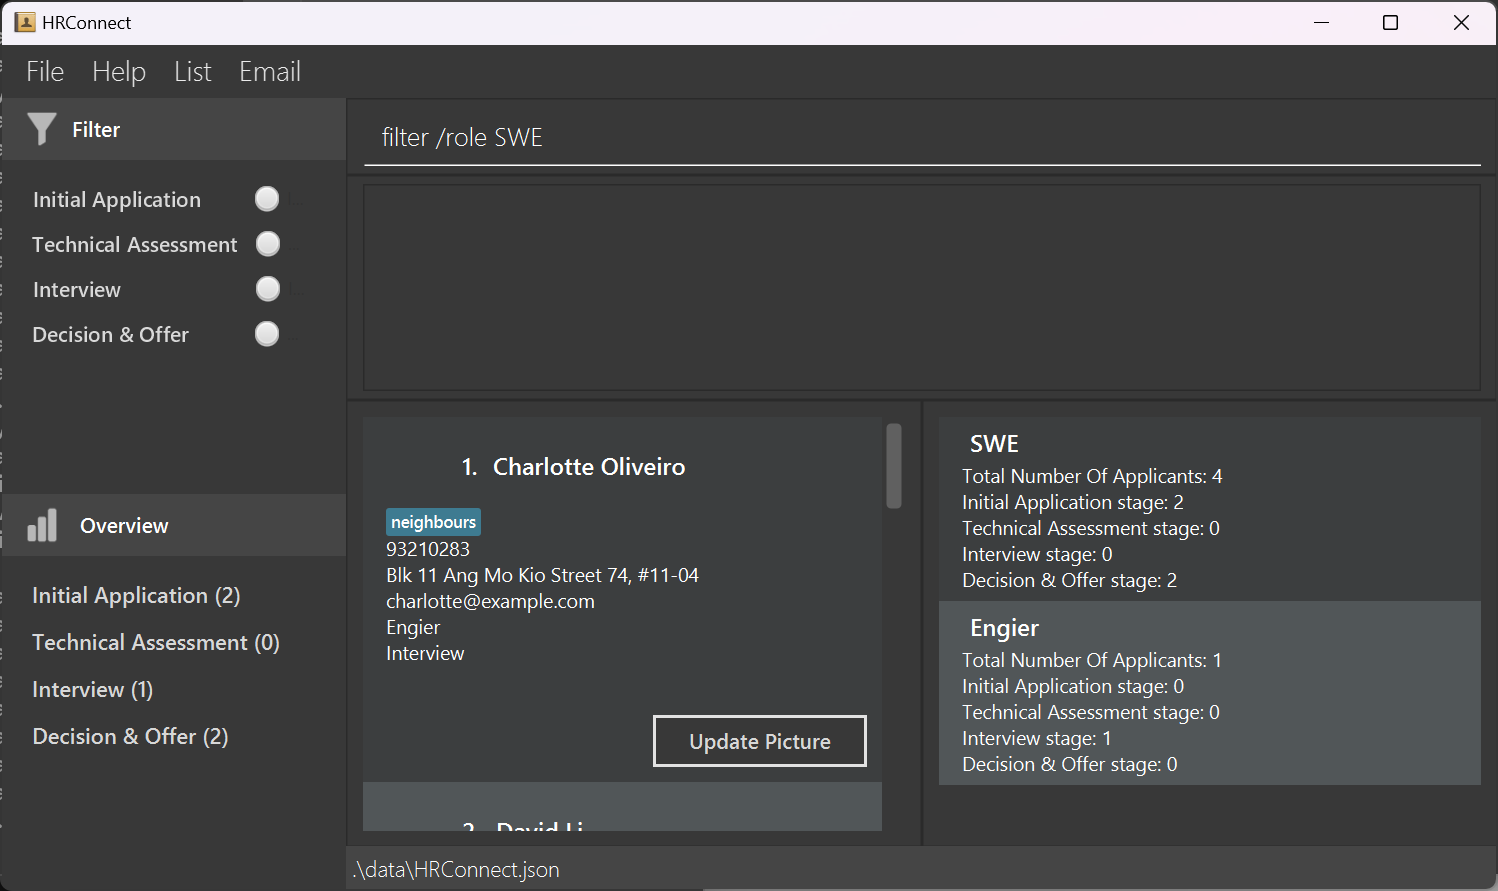 HRConnect
File Help List Email
Filter
Initial Application
Technical Assessment
Interview
Decision & Offer
Overview
Initial Application (2)
Technical Assessment (0)
Interview (1)
Decision & Offer (2)
filter /role SWE
1. Charlotte Oliveiro
neighbours
93210283
Blk 11 Ang Mo Kio Street 74, #11-04
charlotte@example.com
Engier
Interview
Update Picture
2. David Li
SWE
Total Number Of Applicants: 4
Initial Application stage: 2
Technical Assessment stage: 0
Interview stage: 0
Decision & Offer stage: 2
Engier
Total Number Of Applicants: 1
Initial Application stage: 0
Technical Assessment stage: 0
Interview stage: 1
Decision & Offer stage: 0
.\data\HRConnect.json